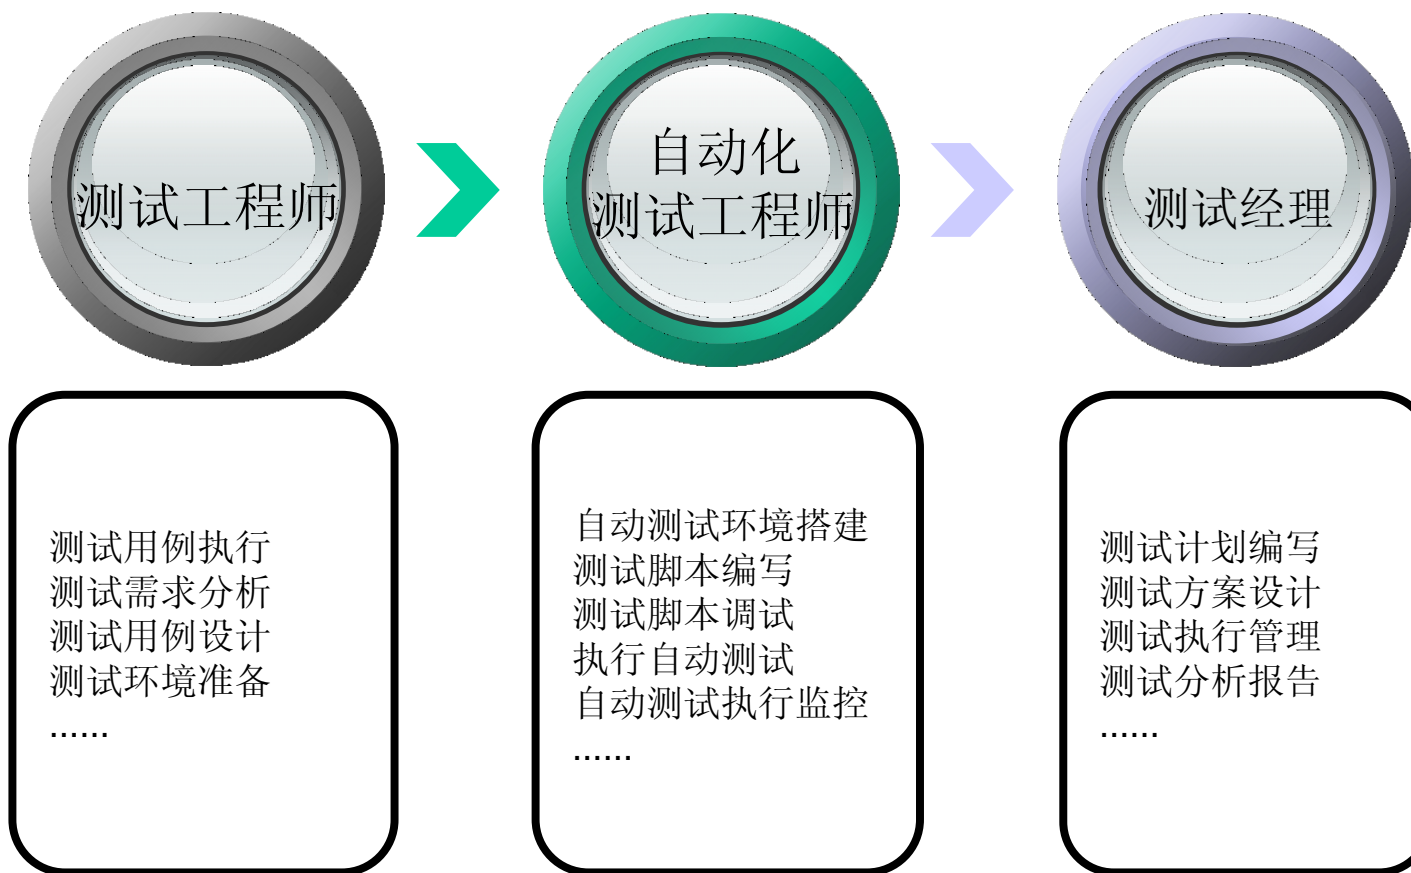 测试工程师
自动化
测试工程师
测试经理
测试用例执行
测试需求分析
测试用例设计
测试环境准备
......
自动测试环境搭建
测试脚本编写
测试脚本调试
执行自动测试
自动测试执行监控
......
测试计划编写
测试方案设计
测试执行管理
测试分析报告
......